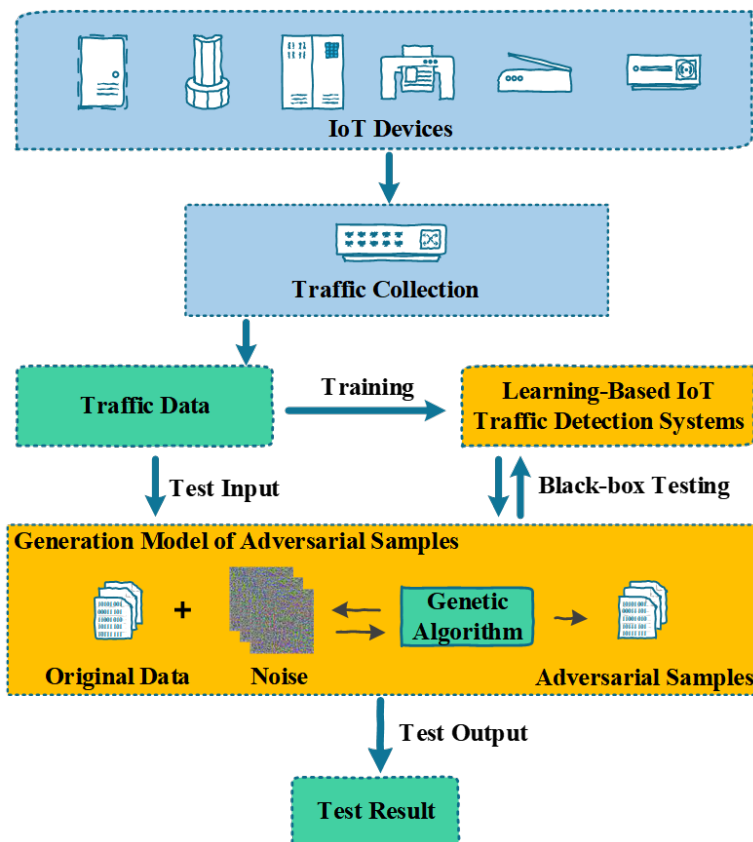 IoT Devices
Traffic Collection
Traffic Data
Training
Learning-Based IoT
Traffic Detection Systems
Test Input
Black-box Testing
Generation Model of Adversarial Samples
+
Genetic
Algorithm
Original Data
Noise
Adversarial Samples
Test Output
Test Result